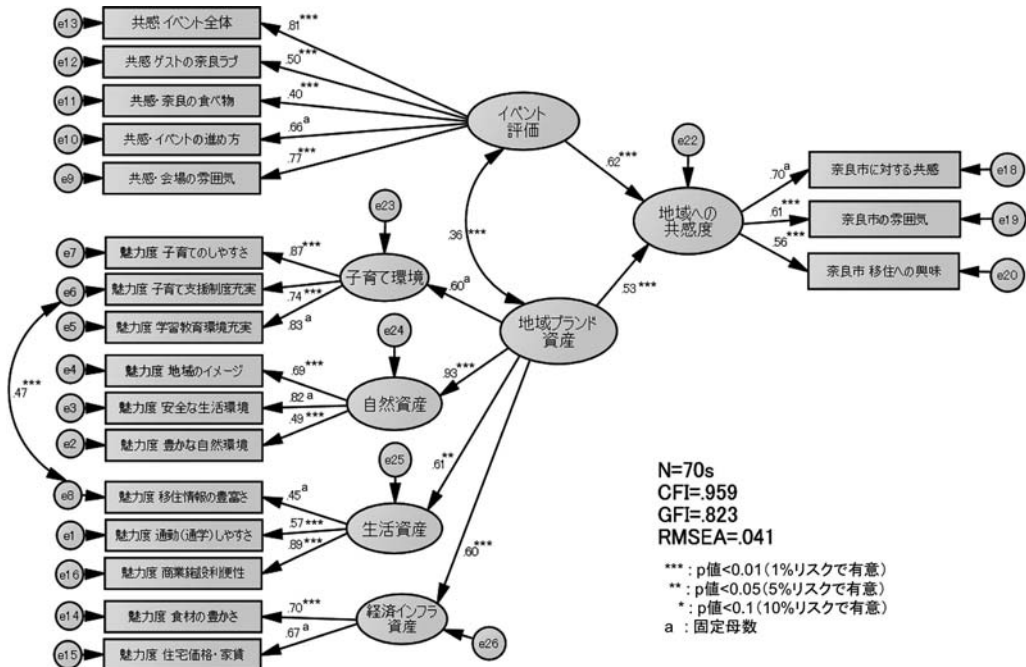 e13
共感 イベント全体
.81***
e12
共感 ゲストの奈良ラブ
.50***
e11
共感・奈良の食べ物
.40***
e10
共感・イベントの進め方
.66a
e9
共感・会場の雰囲気
.77***
イベント
評価
e22
.62***
地域への
共感度
.70a
奈良市に対する共感
e18
.61***
奈良市の雰囲気
e19
.56***
奈良市 移住への興味
e20
.36***
.53***
e23
e7
魅力度 子育てのしやすさ
.87***
e6
魅力度 子育て支援制度充実
.74***
e5
魅力度 学習教育環境充実
.83a
子育て環境
.60a
地域ブランド
資産
e24
e4
魅力度 地域のイメージ
.69***
e3
魅力度 安全な生活環境
.82a
e2
魅力度 豊かな自然環境
.49***
自然資産
.93***
.47***
e25
e8
魅力度 移住情報の豊富さ
.45a
e1
魅力度 通勤(通学)しやすさ
.57***
e16
魅力度 商業施設利便性
.89***
生活資産
.61**
.60***
e14
魅力度 食材の豊かさ
.70***
e15
魅力度 住宅価格・家賃
.67a
経済インフラ
資産
e26
N=70s
CFI=.959
GFI=.823
RMSEA=.041
***：p値<0.01(1%リスクで有意)
**：p値<0.05(5%リスクで有意)
*：p値<0.1(10%リスクで有意)
a ：固定母数